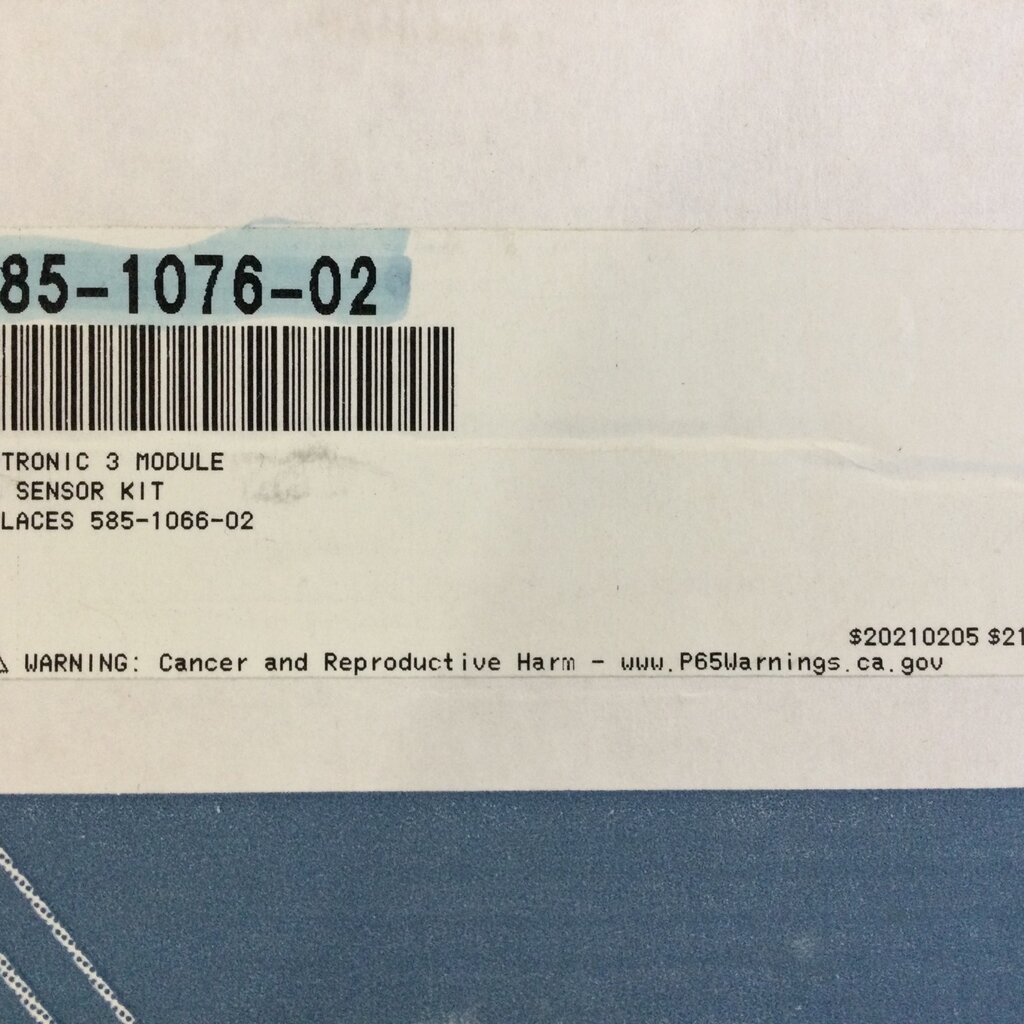 85-1076-02
TRONIC 3 MODULE
SENSOR KIT
LACES 585-1066-02
$20210205 $21
⚠ WARNING: Cancer and Reproductive Harm - www.P65Warnings.ca.gov